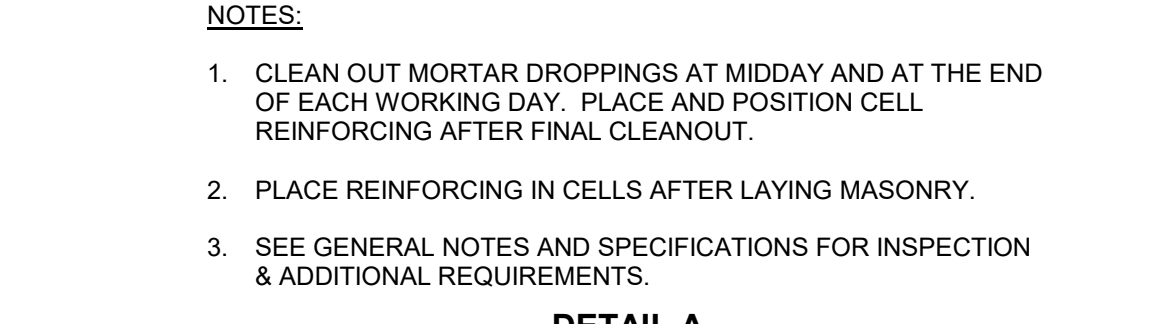 NOTES:
1. CLEAN OUT MORTAR DROPPINGS AT MIDDAY AND AT THE END
OF EACH WORKING DAY.  PLACE AND POSITION CELL
REINFORCING AFTER FINAL CLEANOUT.
2. PLACE REINFORCING IN CELLS AFTER LAYING MASONRY.
3. SEE GENERAL NOTES AND SPECIFICATIONS FOR INSPECTION
& ADDITIONAL REQUIREMENTS.
DETAIL A